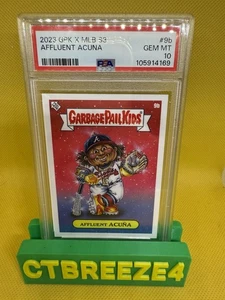 2023 GPK X MLB S3 #9b
AFFLUENT ACUNA GEM MT
PSA 10
105914169
9b
GARBAGE PAIL KIDS
AFFLUENT ACUÑA
CTBREEZE4